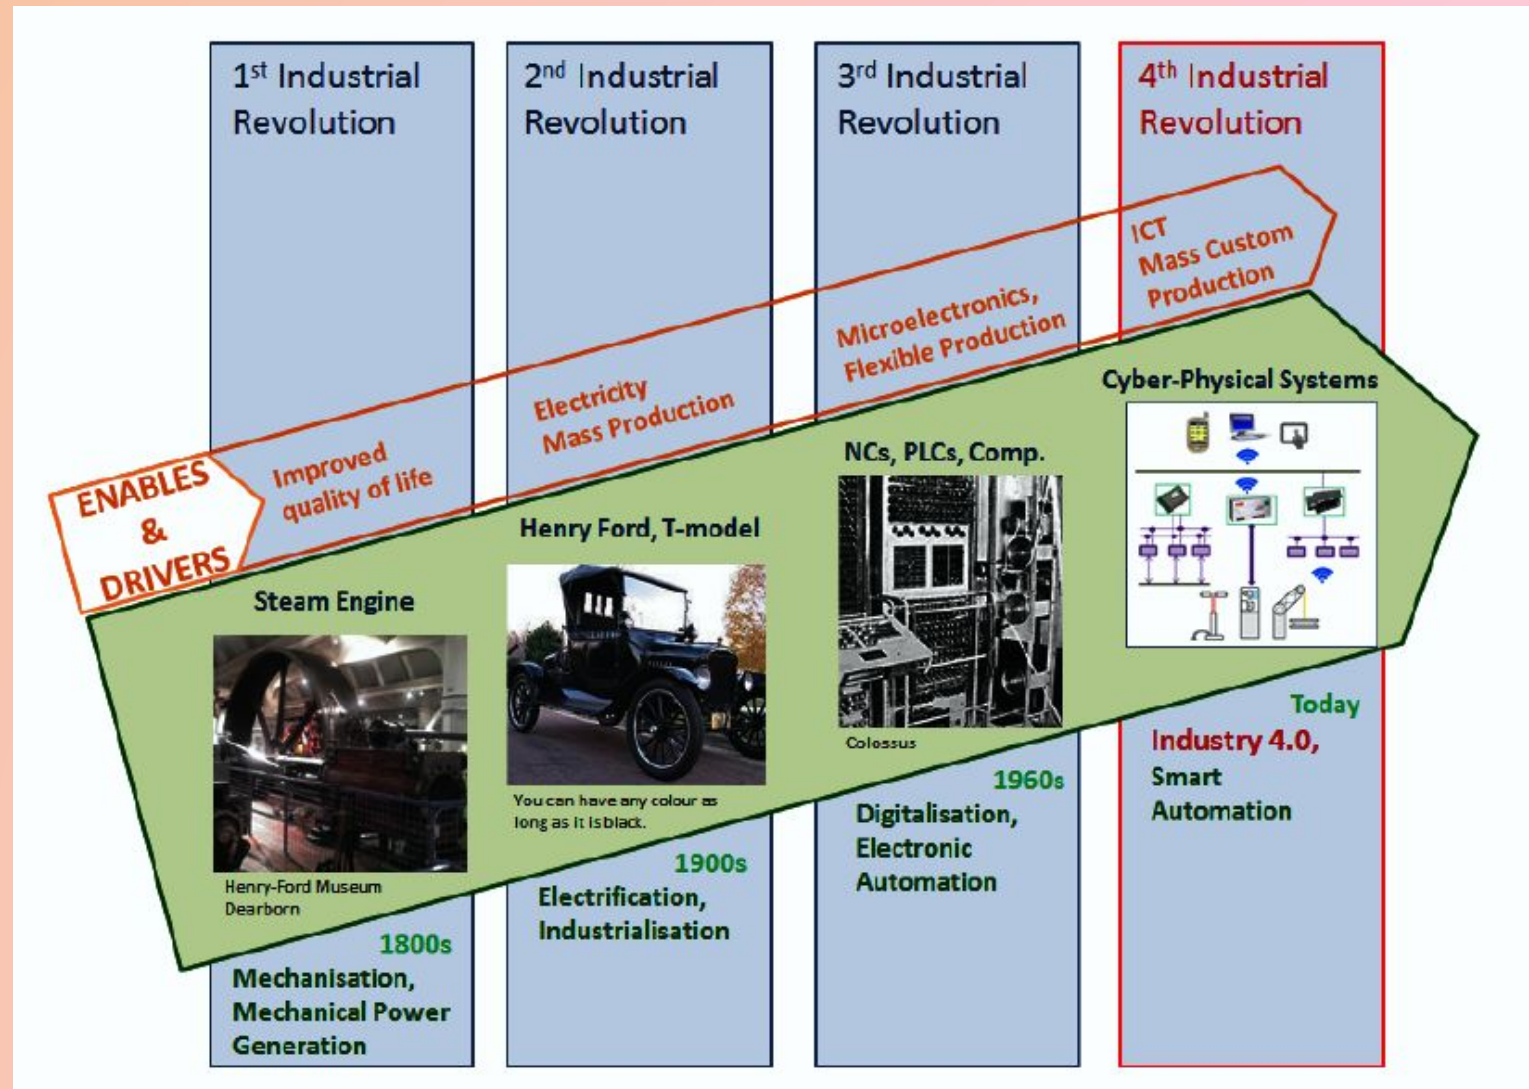 1st Industrial
Revolution
2nd Industrial
Revolution
3rd Industrial
Revolution
4th Industrial
Revolution
ENABLES
&
DRIVERS
Improved
quality of life
Electricity
Mass Production
Microelectronics,
Flexible Production
ICT
Mass Custom
Production
Steam Engine
Henry-Ford Museum
Dearborn
1800s
Mechanisation,
Mechanical Power
Generation
Henry Ford, T-model
You can have any colour as
long as it is black.
1900s
Electrification,
Industrialisation
NCs, PLCs, Comp.
Colossus
1960s
Digitalisation,
Electronic
Automation
Cyber-Physical Systems
Today
Industry 4.0,
Smart
Automation